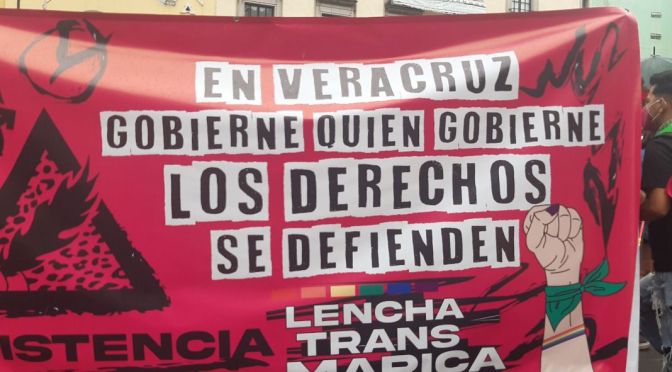 EN VERACRUZ
GOBIERNE QUIEN GOBIERNE
LOS DERECHOS
SE DEFIENDEN
ISTENCIA
LENCHA
TRANS
MARICA